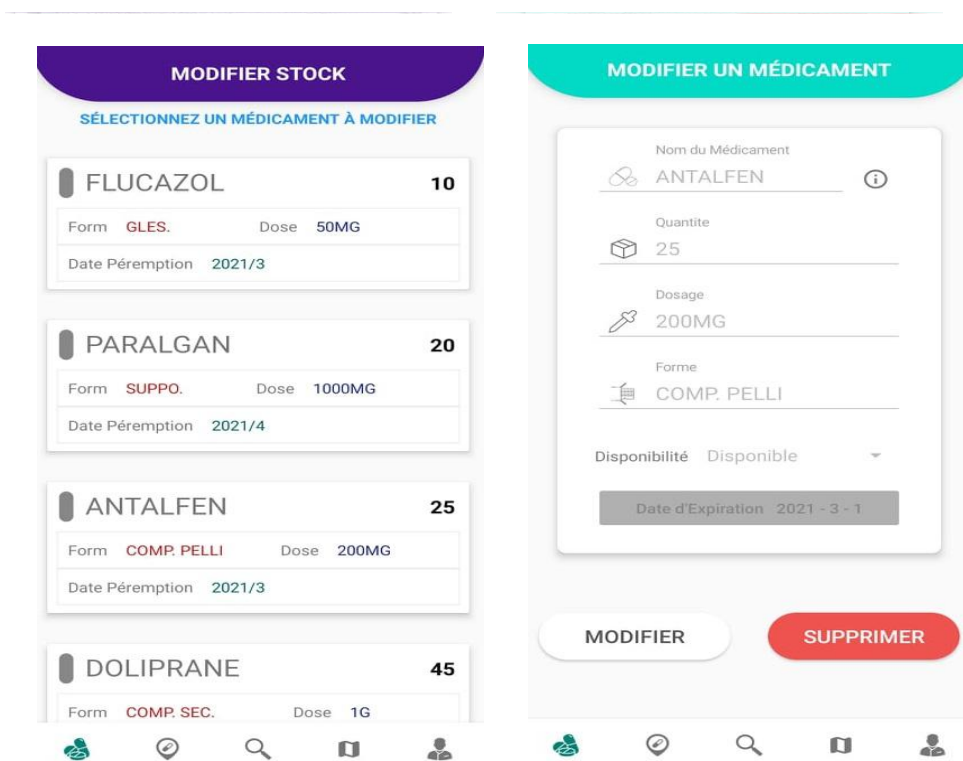 MODIFIER STOCK
SÉLECTIONNEZ UN MÉDICAMENT À MODIFIER
FLUCAZOL 10
Form GLES. Dose 50MG
Date Péremption 2021/3
PARALGAN 20
Form SUPPO. Dose 1000MG
Date Péremption 2021/4
ANTALFEN 25
Form COMP. PELLI Dose 200MG
Date Péremption 2021/3
DOLIPRANE 45
Form COMP. SEC. Dose 1G
MODIFIER UN MÉDICAMENT
Nom du Médicament
ANTALFEN
Quantite
25
Dosage
200MG
Forme
COMP. PELLI
Disponibilité Disponible
Date d'Expiration 2021 - 3 - 1
MODIFIER SUPPRIMER